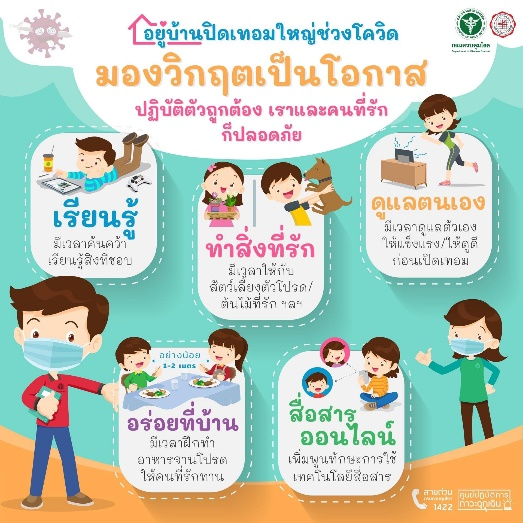 อยู่บ้านปิดเทอมใหญ่ช่วงโควิด
มองวิกฤตเป็นโอกาส
ปฏิบัติตัวถูกต้อง เราและคนที่รัก
ก็ปลอดภัย
กรมควบคุมโรค
เรียนรู้
มีเวลาค้นคว้า
เรียนรู้สิ่งที่ชอบ
ทำสิ่งที่รัก
มีเวลาให้กับ
สัตว์เลี้ยงตัวโปรด/
ต้นไม้ที่รัก ฯลฯ
ดูแลตนเอง
มีเวลาดูแลตัวเอง
ให้แข็งแรง/ให้ดูดี
ก่อนเปิดเทอม
อย่างน้อย
1-2 เมตร
อร่อยที่บ้าน
มีเวลาฝึกทำ
อาหารจานโปรด
ให้คนที่รักทาน
สื่อสาร
ออนไลน์
เพิ่มพูนทักษะการใช้
เทคโนโลยีสื่อสาร
สายด่วน
กรมควบคุมโรค
1422
ศูนย์ปฏิบัติการ
ภาวะฉุกเฉิน